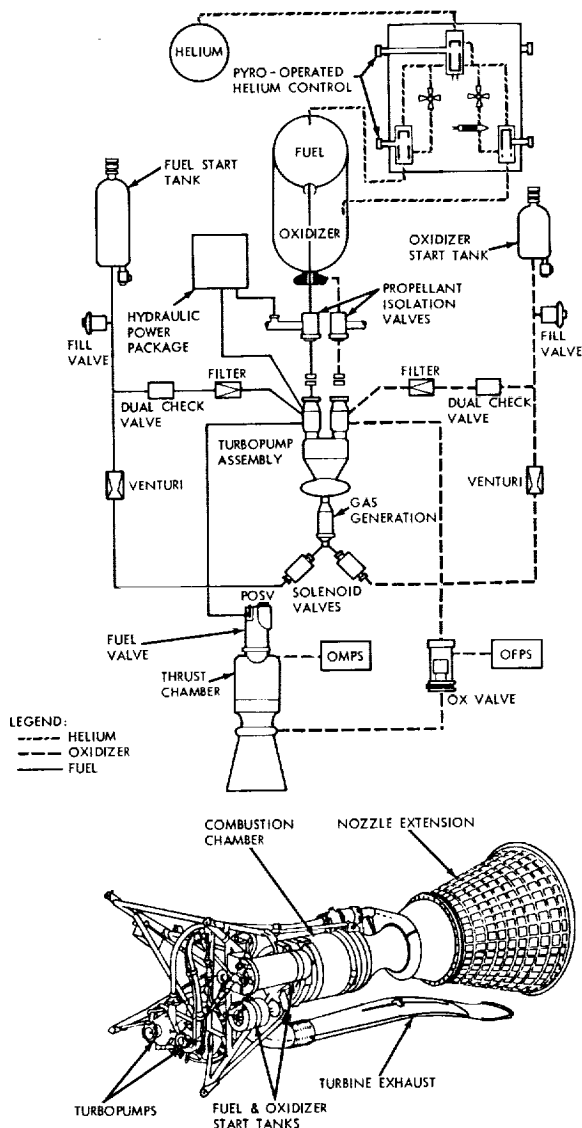 HELIUM
PYRO-OPERATED
HELIUM CONTROL
FUEL START
TANK
FUEL
OXIDIZER
OXIDIZER
START TANK
HYDRAULIC
POWER
PACKAGE
PROPELLANT
ISOLATION
VALVES
FILL
VALVE
FILL
VALVE
FILTER
DUAL CHECK
VALVE
FILTER
DUAL CHECK
VALVE
TURBOPUMP
ASSEMBLY
VENTURI
VENTURI
GAS
GENERATION
SOLENOID
VALVES
POSV
FUEL
VALVE
OMPS
OFPS
THRUST
CHAMBER
OX VALVE
LEGEND:
HELIUM
OXIDIZER
FUEL
COMBUSTION
CHAMBER
NOZZLE EXTENSION
TURBINE EXHAUST
TURBOPUMPS
FUEL & OXIDIZER
START TANKS